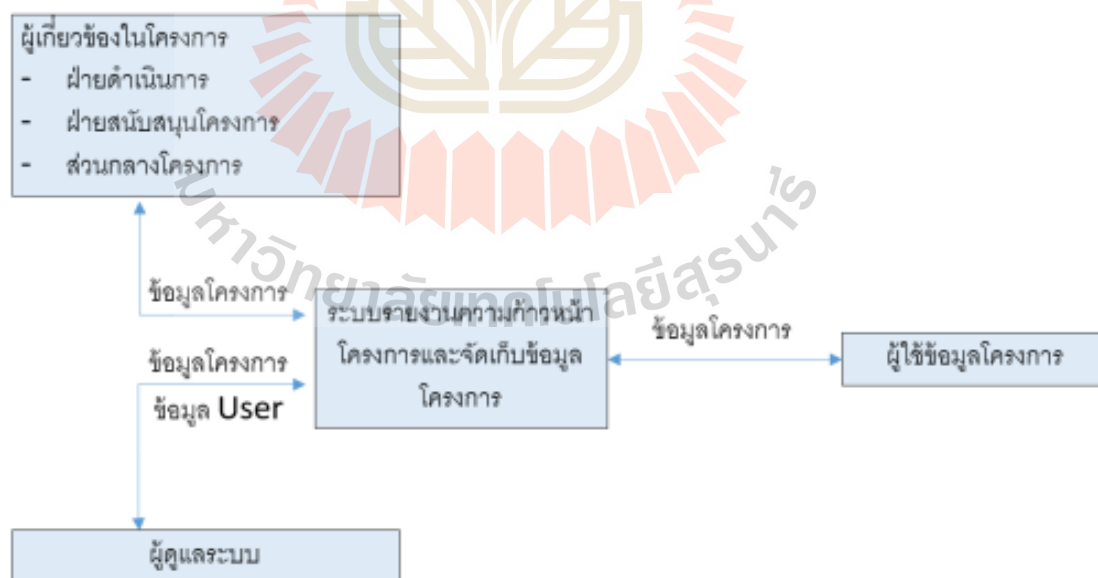 ผู้เกี่ยวข้องในโครงการ
- ฝ่ายดำเนินการ
- ฝ่ายสนับสนุนโครงการ
- ส่วนกลางโครงการ
มหาวิทยาลัยเทคโนโลยีสุรนารี
ข้อมูลโครงการ
ระบบรายงานความก้าวหน้า
โครงการและจัดเก็บข้อมูล
โครงการ
ข้อมูลโครงการ
ผู้ใช้ข้อมูลโครงการ
ข้อมูลโครงการ
ข้อมูล User
ผู้ดูแลระบบ